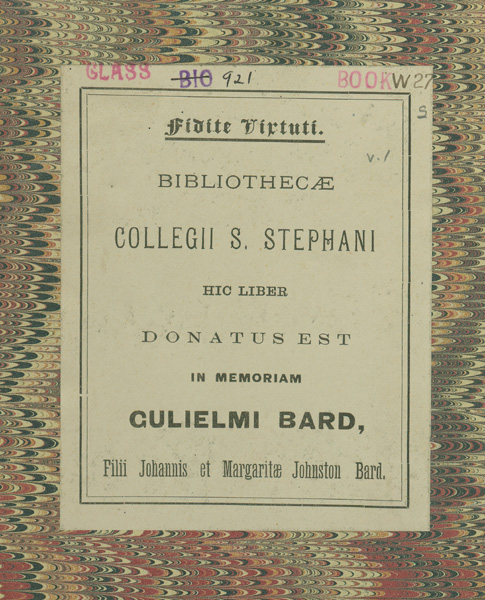 CLASS BIO 921 BOOK W27
S
Fidite Virtuti.
v.1
BIBLIOTHECÆ
COLLEGII S. STEPHANI
HIC LIBER
DONATUS EST
IN MEMORIAM
GULIELMI BARD,
Filii Johannis et Margaritæ Johnston Bard.